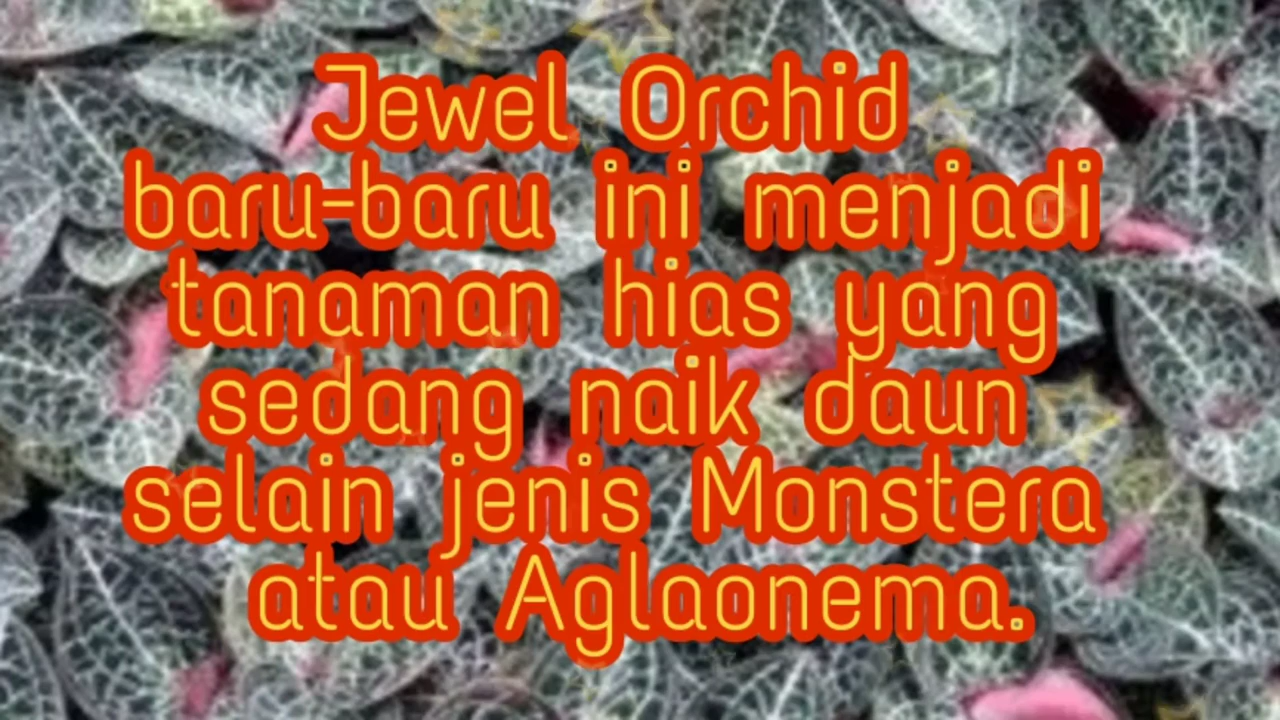 Jewel Orchid
baru-baru ini menjadi
tanaman hias yang
sedang naik daun
selain jenis Monstera
atau Aglaonema.